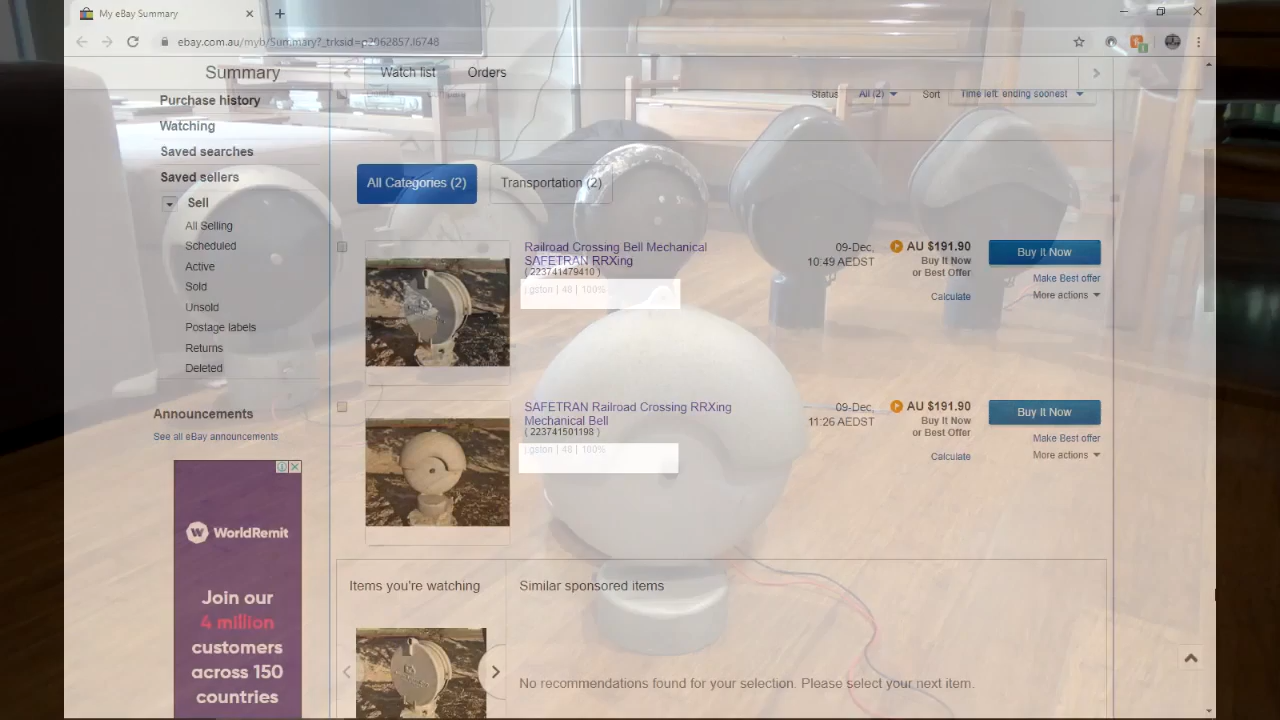 My eBay Summary
ebay.com.au/myb/Summary?_trksid=p2062857.l6748
Summary
Watch list
Orders
Purchase history
Watching
Saved searches
Saved sellers
Sell
All Selling
Scheduled
Active
Sold
Unsold
Postage labels
Returns
Deleted
Announcements
See all eBay announcements
WorldRemit
Join our
4 million
customers
across 150
countries
Status
All (2)
Sort
Time left: ending soonest
All Categories (2)
Transportation (2)
Railroad Crossing Bell Mechanical
SAFETRAN RRXing
( 223741479410 )
gston | 48 | 100%
09-Dec,
10:49 AEDST
AU $191.90
Buy It Now
or Best Offer
Calculate
Buy It Now
Make Best offer
More actions
SAFETRAN Railroad Crossing RRXing
Mechanical Bell
( 223741501198 )
gston | 48 | 100%
09-Dec,
11:26 AEDST
AU $191.90
Buy It Now
or Best Offer
Calculate
Buy It Now
Make Best offer
More actions
Items you're watching
Similar sponsored items
No recommendations found for your selection. Please select your next item.